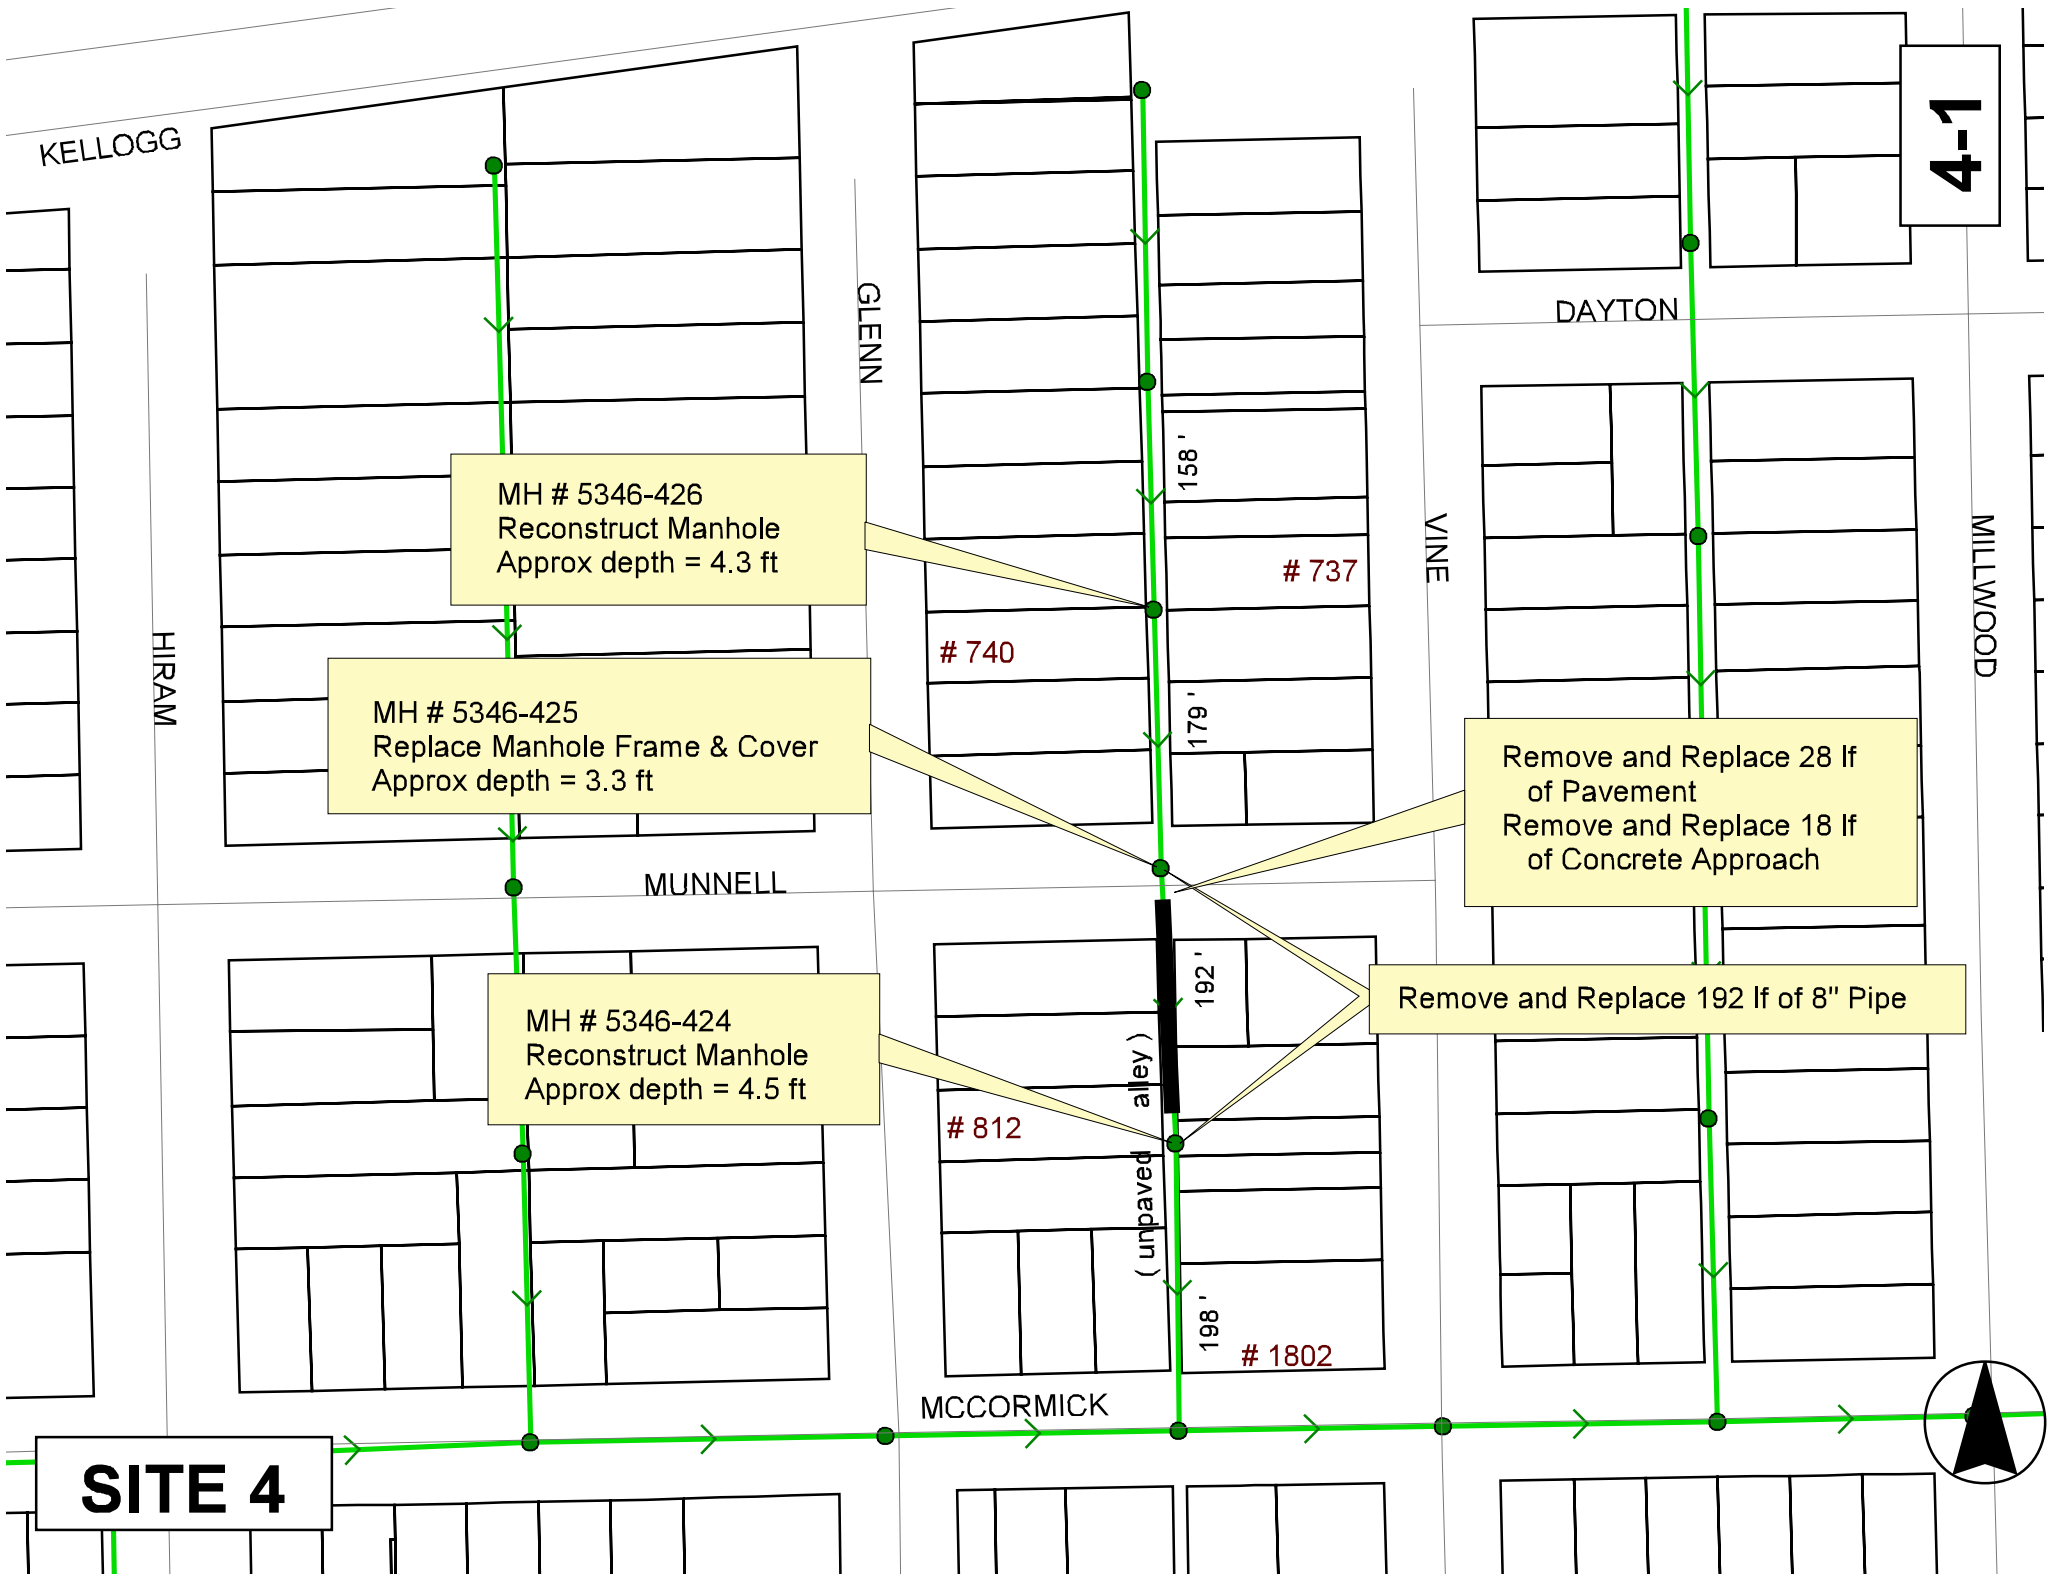 KELLOGG
4-1
GLENN
DAYTON
158 '
MH # 5346-426
Reconstruct Manhole
Approx depth = 4.3 ft
VINE
MILLWOOD
# 737
# 740
HIRAM
MH # 5346-425
Replace Manhole Frame & Cover
Approx depth = 3.3 ft
179 '
Remove and Replace 28 lf
of Pavement
Remove and Replace 18 lf
of Concrete Approach
MUNNELL
192 '
Remove and Replace 192 lf of 8" Pipe
MH # 5346-424
Reconstruct Manhole
Approx depth = 4.5 ft
( unpaved alley )
# 812
198 '
# 1802
MCCORMICK
SITE 4